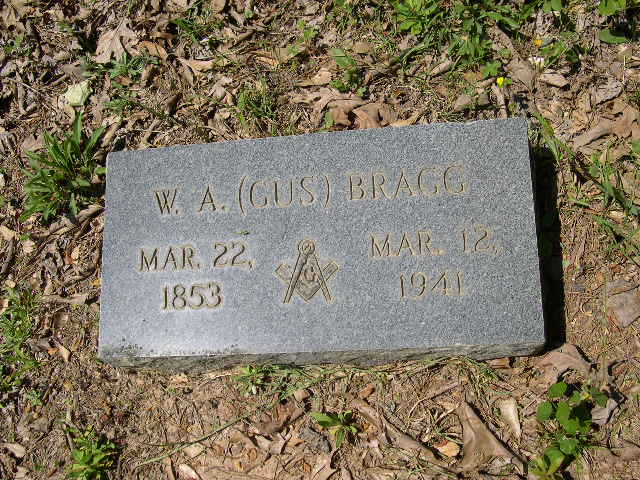 W. A. (GUS) BRAGG
MAR. 22, 1853
G
MAR. 12, 1941